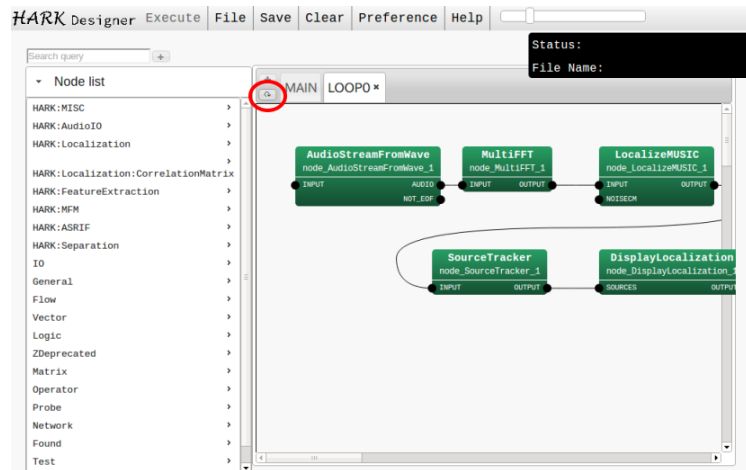 HARK Designer Execute File Save Clear Preference Help
Status:
File Name:
Search query
+
Node list
MAIN LOOP0 ×
HARK:MISC
HARK:AudioIO
HARK:Localization
HARK:Localization:CorrelationMatrix
HARK:FeatureExtraction
HARK:MFM
HARK:ASRIF
HARK:Separation
IO
General
Flow
Vector
Logic
ZDeprecated
Matrix
Operator
Probe
Network
Found
Test
AudioStreamFromWave
node_AudioStreamFromWave_1
INPUT AUDIO
NOT_EOF
MultiFFT
node_MultiFFT_1
INPUT OUTPUT
LocalizeMUSIC
node_LocalizeMUSIC_1
INPUT OUTPUT
NOISECM
SourceTracker
node_SourceTracker_1
INPUT OUTPUT
DisplayLocalization
node_DisplayLocalization_1
SOURCES OUTPUT